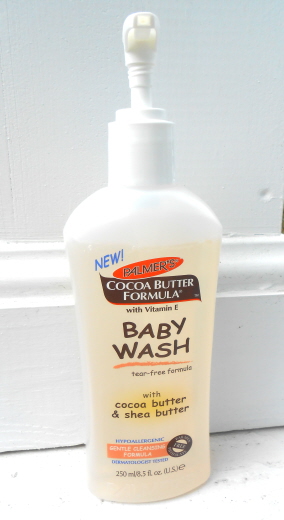 NEW!
PALMER'S
COCOA BUTTER
FORMULA®
with Vitamin E
BABY
WASH
tear-free formula
with
cocoa butter
& shea butter
HYPOALLERGENIC
GENTLE CLEANSING
FORMULA
DERMATOLOGIST TESTED
250 ml/8.5 fl. oz. (U.S.)℮